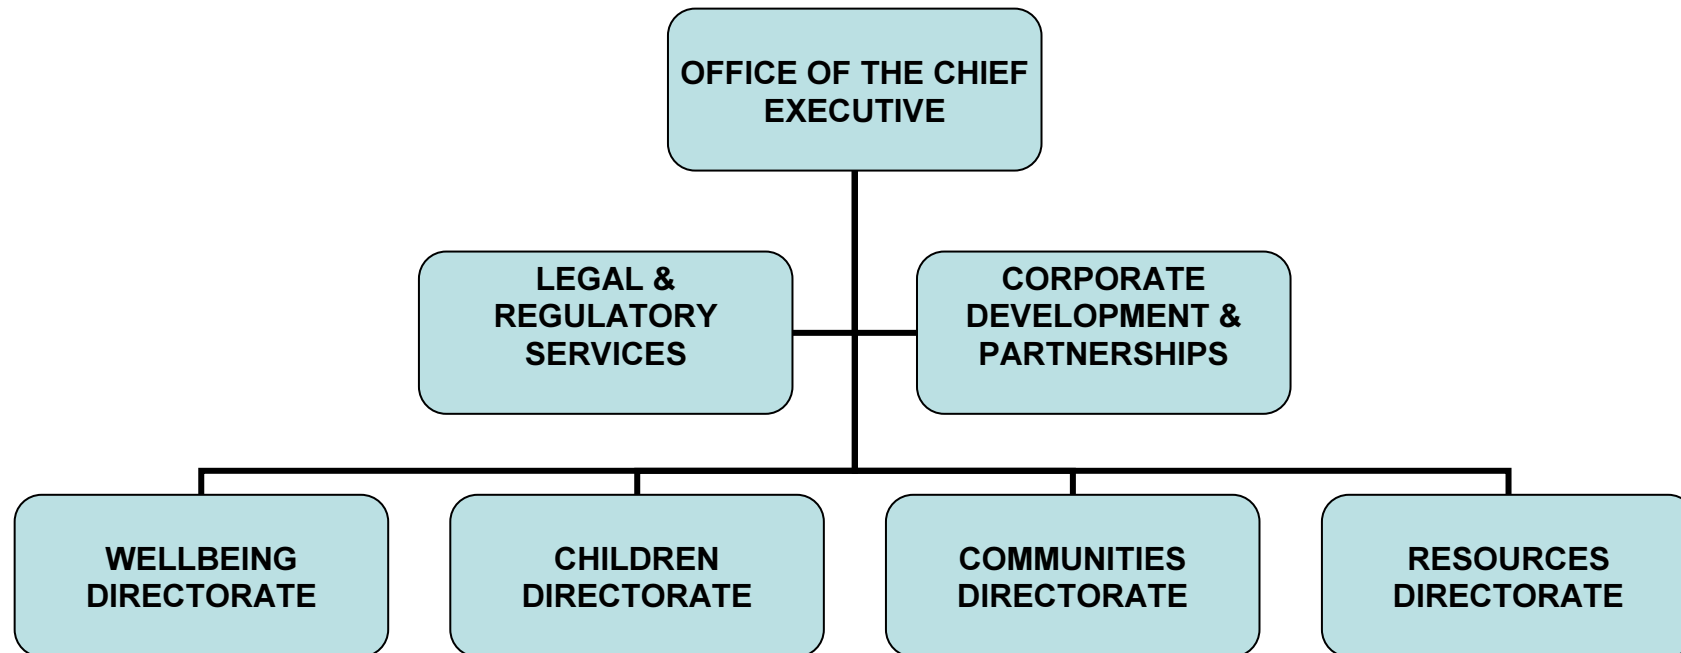 OFFICE OF THE CHIEF
EXECUTIVE
LEGAL &
REGULATORY
SERVICES
CORPORATE
DEVELOPMENT &
PARTNERSHIPS
WELLBEING
DIRECTORATE
CHILDREN
DIRECTORATE
COMMUNITIES
DIRECTORATE
RESOURCES
DIRECTORATE